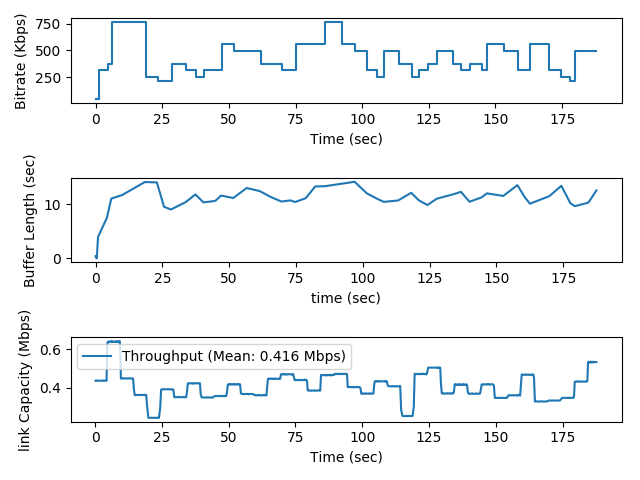 Bitrate (Kbps)
750
500
250
0 25 50 75 100 125 150 175
Time (sec)
Buffer Length (sec)
10
0
0 25 50 75 100 125 150 175
time (sec)
link Capacity (Mbps)
0.6
0.4
Throughput (Mean: 0.416 Mbps)
0 25 50 75 100 125 150 175
Time (sec)